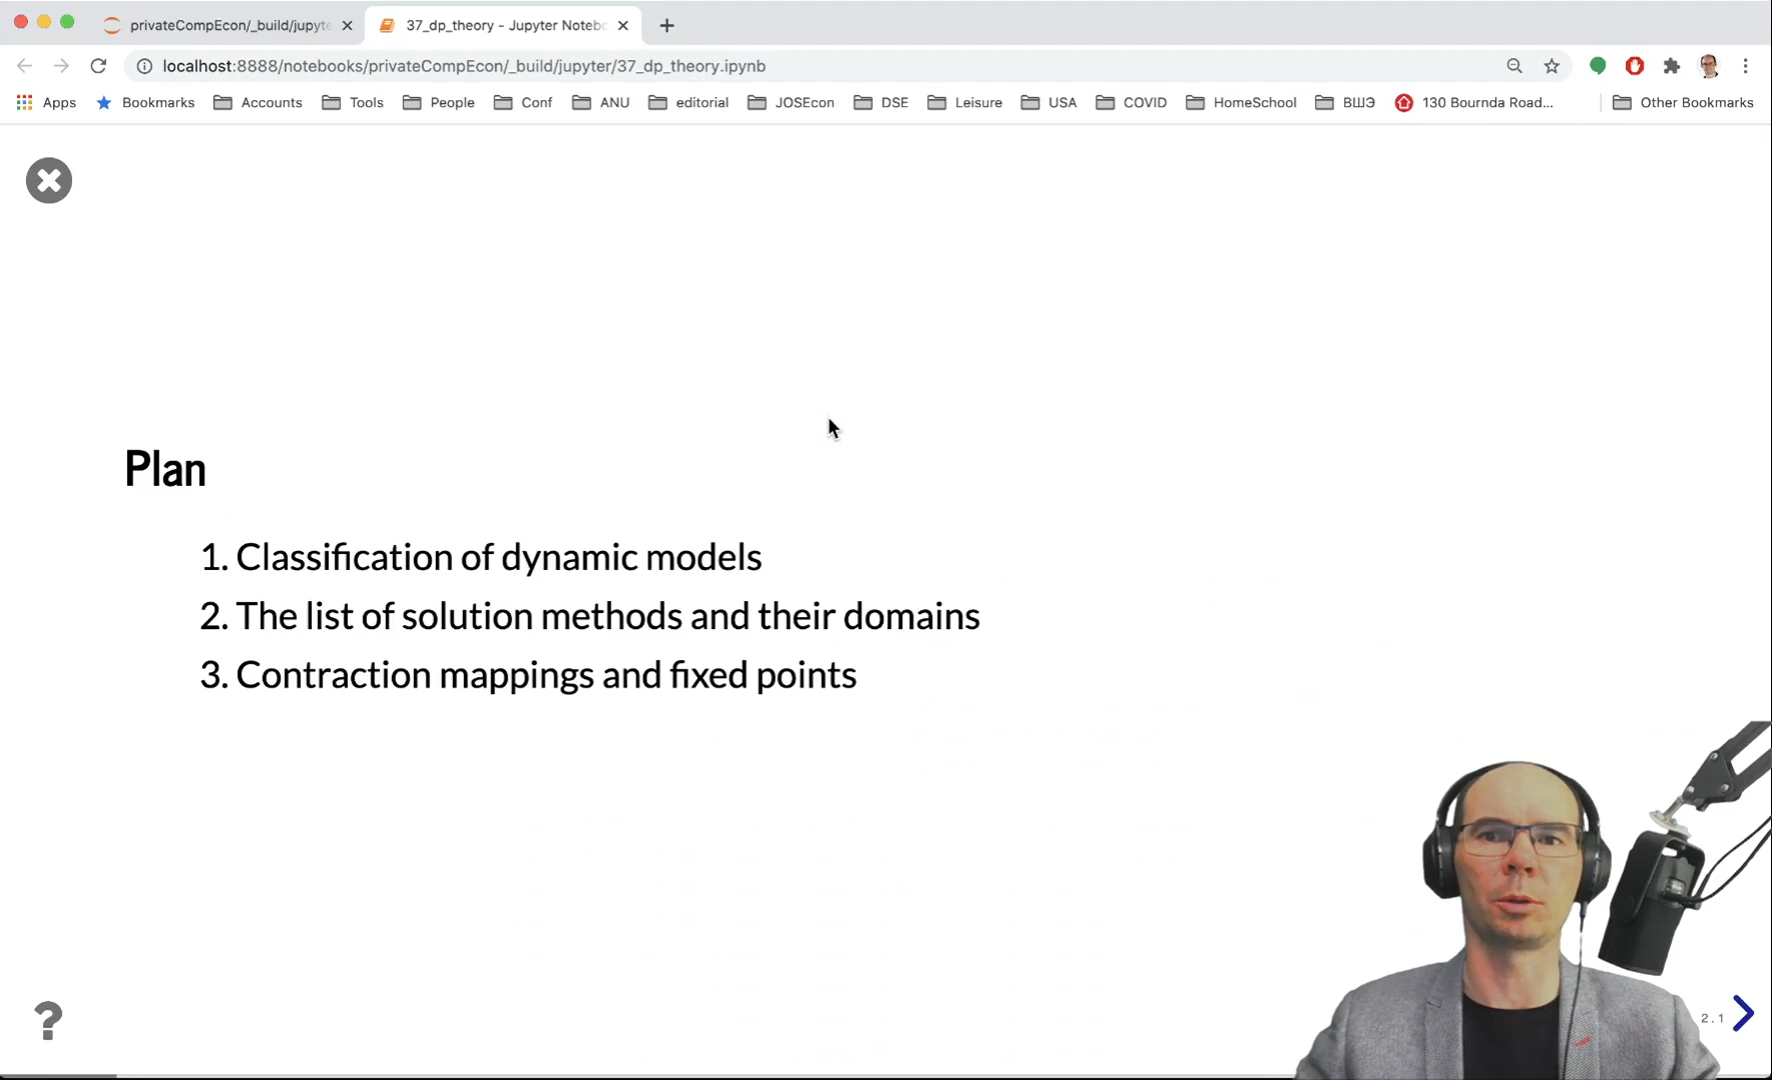 privateCompEcon/_build/jupyte
37_dp_theory - Jupyter Notebo
localhost:8888/notebooks/privateCompEcon/_build/jupyter/37_dp_theory.ipynb
Apps Bookmarks Accounts Tools People Conf ANU editorial JOSEcon DSE Leisure USA COVID HomeSchool ВШЭ 130 Bournda Road... Other Bookmarks
Plan
1. Classification of dynamic models
2. The list of solution methods and their domains
3. Contraction mappings and fixed points
?
2.1